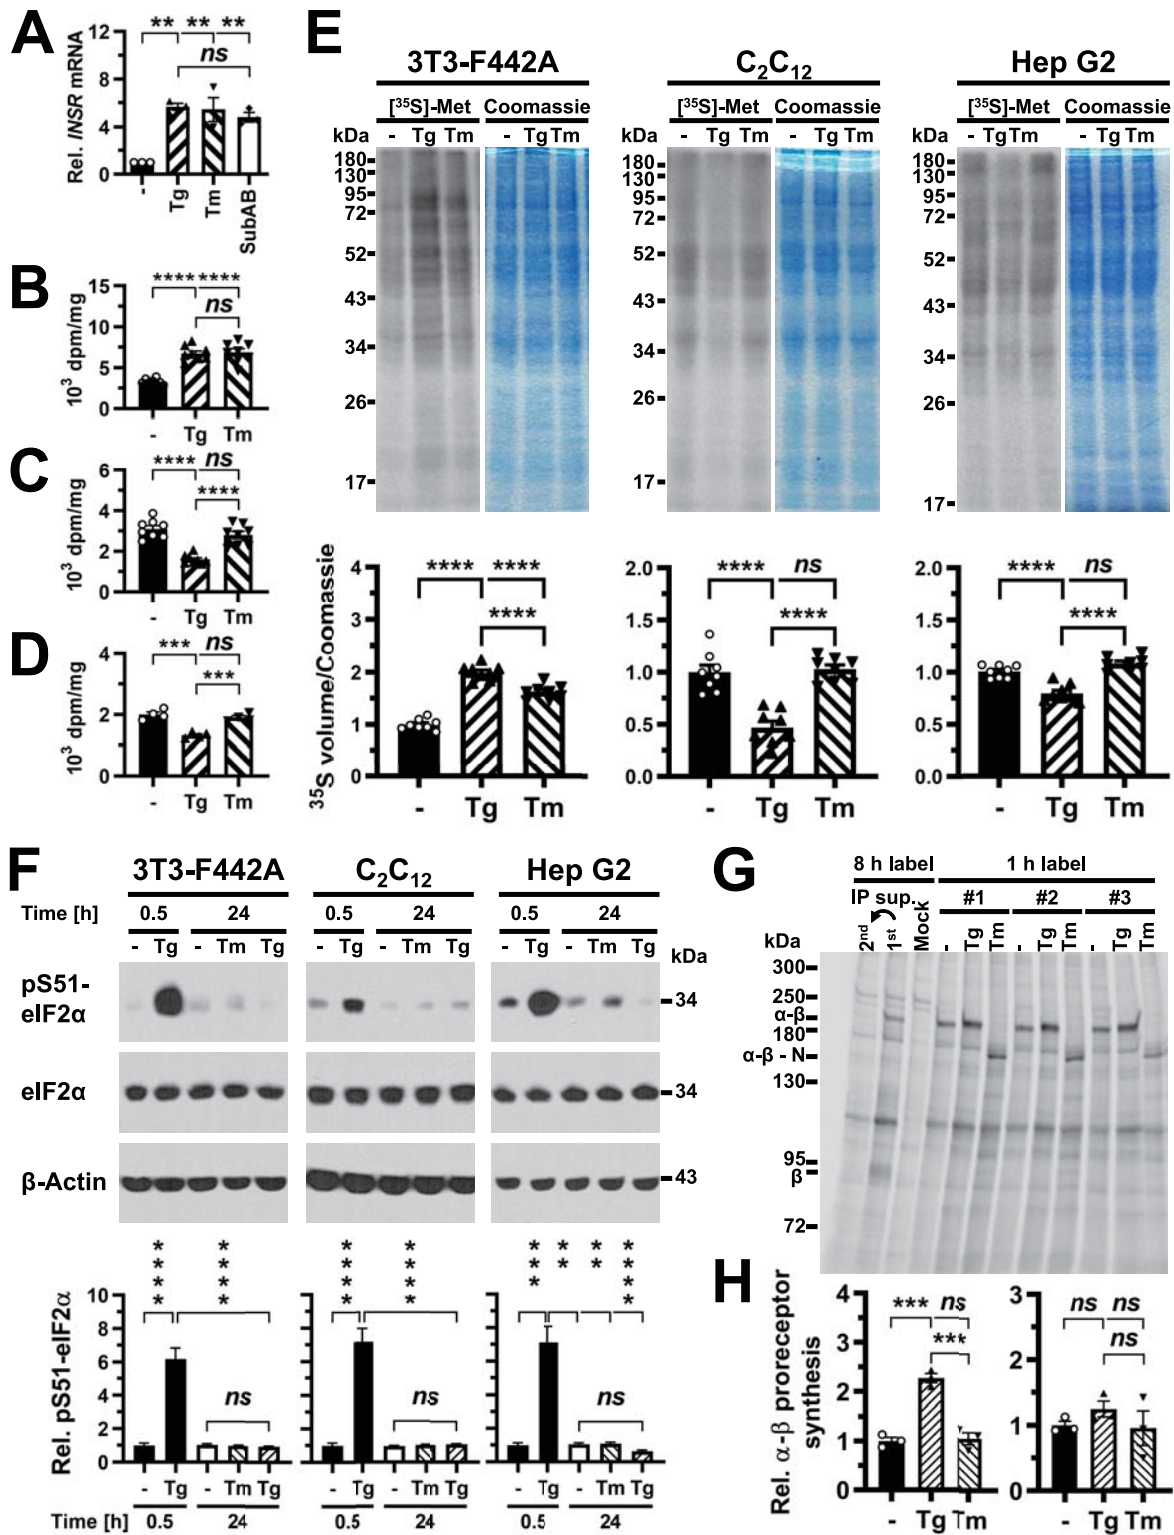 A
Rel. INSR mRNA
12
8
4
0
** ** **
ns
- Tg Tm SubAB
B
10³ dpm/mg
15
10
5
0
**** ****
ns
- Tg Tm
C
10³ dpm/mg
6
4
2
0
**** ns
****
- Tg Tm
D
10³ dpm/mg
4
2
0
*** ns
***
- Tg Tm
E
3T3-F442A
[³⁵S]-Met Coomassie
kDa - Tg Tm - Tg Tm
180
130
95
72
52
43
34
26
17
C₂C₁₂
[³⁵S]-Met Coomassie
kDa - Tg Tm - Tg Tm
180
130
95
72
52
43
34
26
17
Hep G2
[³⁵S]-Met Coomassie
kDa - Tg Tm - Tg Tm
180
130
95
72
52
43
34
26
17
³⁵S volume/Coomassie
4
3
2
1
0
**** ****
****
- Tg Tm
2.0
1.5
1.0
0.5
0.0
**** ns
****
- Tg Tm
2.0
1.5
1.0
0.5
0.0
**** ns
****
- Tg Tm
F
3T3-F442A C₂C₁₂ Hep G2
Time [h] 0.5 24 0.5 24 0.5 24
- Tg - Tm Tg - Tg - Tm Tg - Tg - Tm Tg
kDa
pS51-
eIF2α
34
eIF2α
34
β-Actin
43
Rel. pS51-eIF2α
10
8
6
4
2
0
**** **** **** **** *** ** ** ****
ns ns ns
- Tg - Tm Tg - Tg - Tm Tg - Tg - Tm Tg
Time [h] 0.5 24 0.5 24 0.5 24
G
8 h label 1 h label
IP sup. #1 #2 #3
kDa 2nd 1st Mock - Tg Tm - Tg Tm - Tg Tm
300
250
α-β
180
α-β - N
130
95
β
72
H
Rel. α-β proreceptor
synthesis
4
3
2
1
0
*** ns
***
- Tg Tm
3
2
1
0
ns ns
ns
- Tg Tm